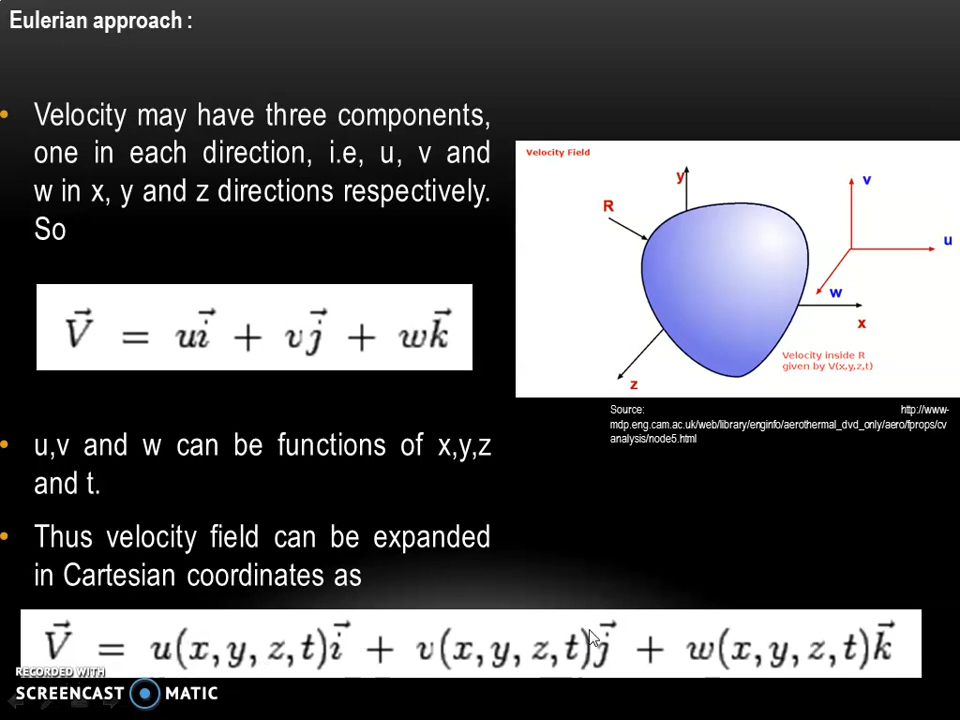 Eulerian approach :
• Velocity may have three components,
one in each direction, i.e, u, v and
w in x, y and z directions respectively.
So
V⃗ = ui⃗ + vj⃗ + wk⃗
• u,v and w can be functions of x,y,z
and t.
• Thus velocity field can be expanded
in Cartesian coordinates as
V⃗ = u(x, y, z, t)i⃗ + v(x, y, z, t)j⃗ + w(x, y, z, t)k⃗
Velocity Field
y
v
R
u
w
x
Velocity inside R
given by V(x,y,z,t)
z
Source: http://www-
mdp.eng.cam.ac.uk/web/library/enginfo/aerothermal_dvd_only/aero/fprops/cv
analysis/node5.html
RECORDED WITH
SCREENCAST MATIC